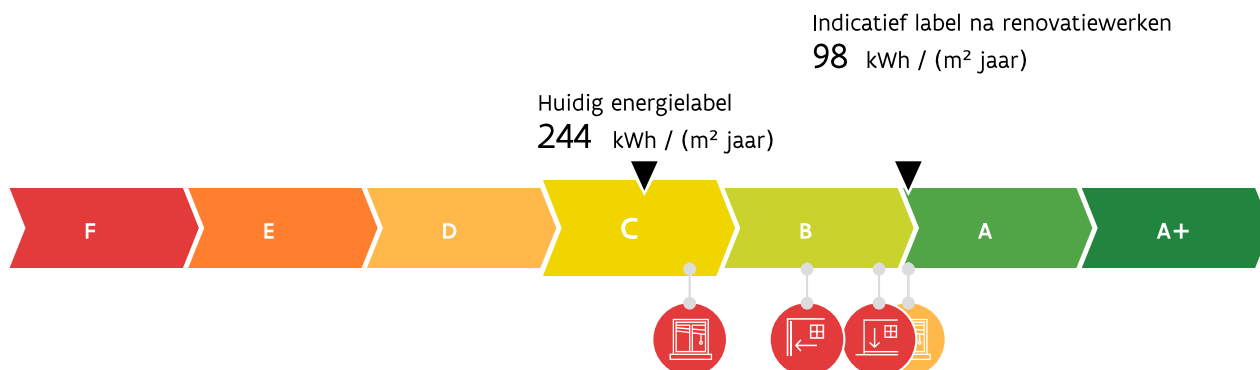 Indicatief label na renovatiewerken
98 kWh / (m² jaar)
Huidig energielabel
244 kWh / (m² jaar)
F E D C B A A+